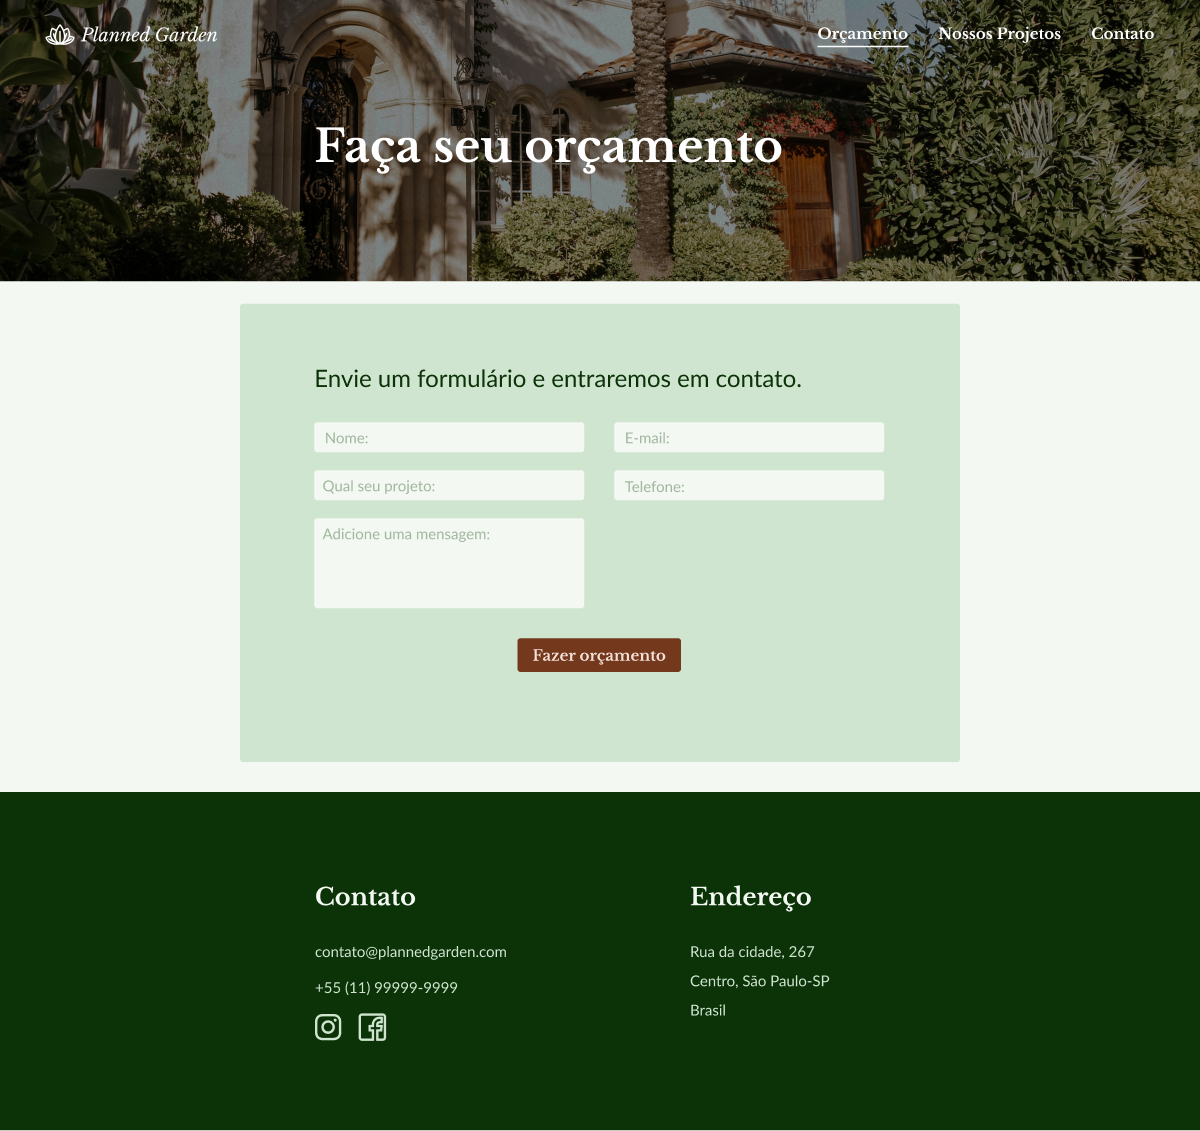 Planned Garden
Orçamento Nossos Projetos Contato
Faça seu orçamento
Envie um formulário e entraremos em contato.
Nome:
E-mail:
Qual seu projeto:
Telefone:
Adicione uma mensagem:
Fazer orçamento
Contato
contato@plannedgarden.com
+55 (11) 99999-9999
Endereço
Rua da cidade, 267
Centro, São Paulo-SP
Brasil